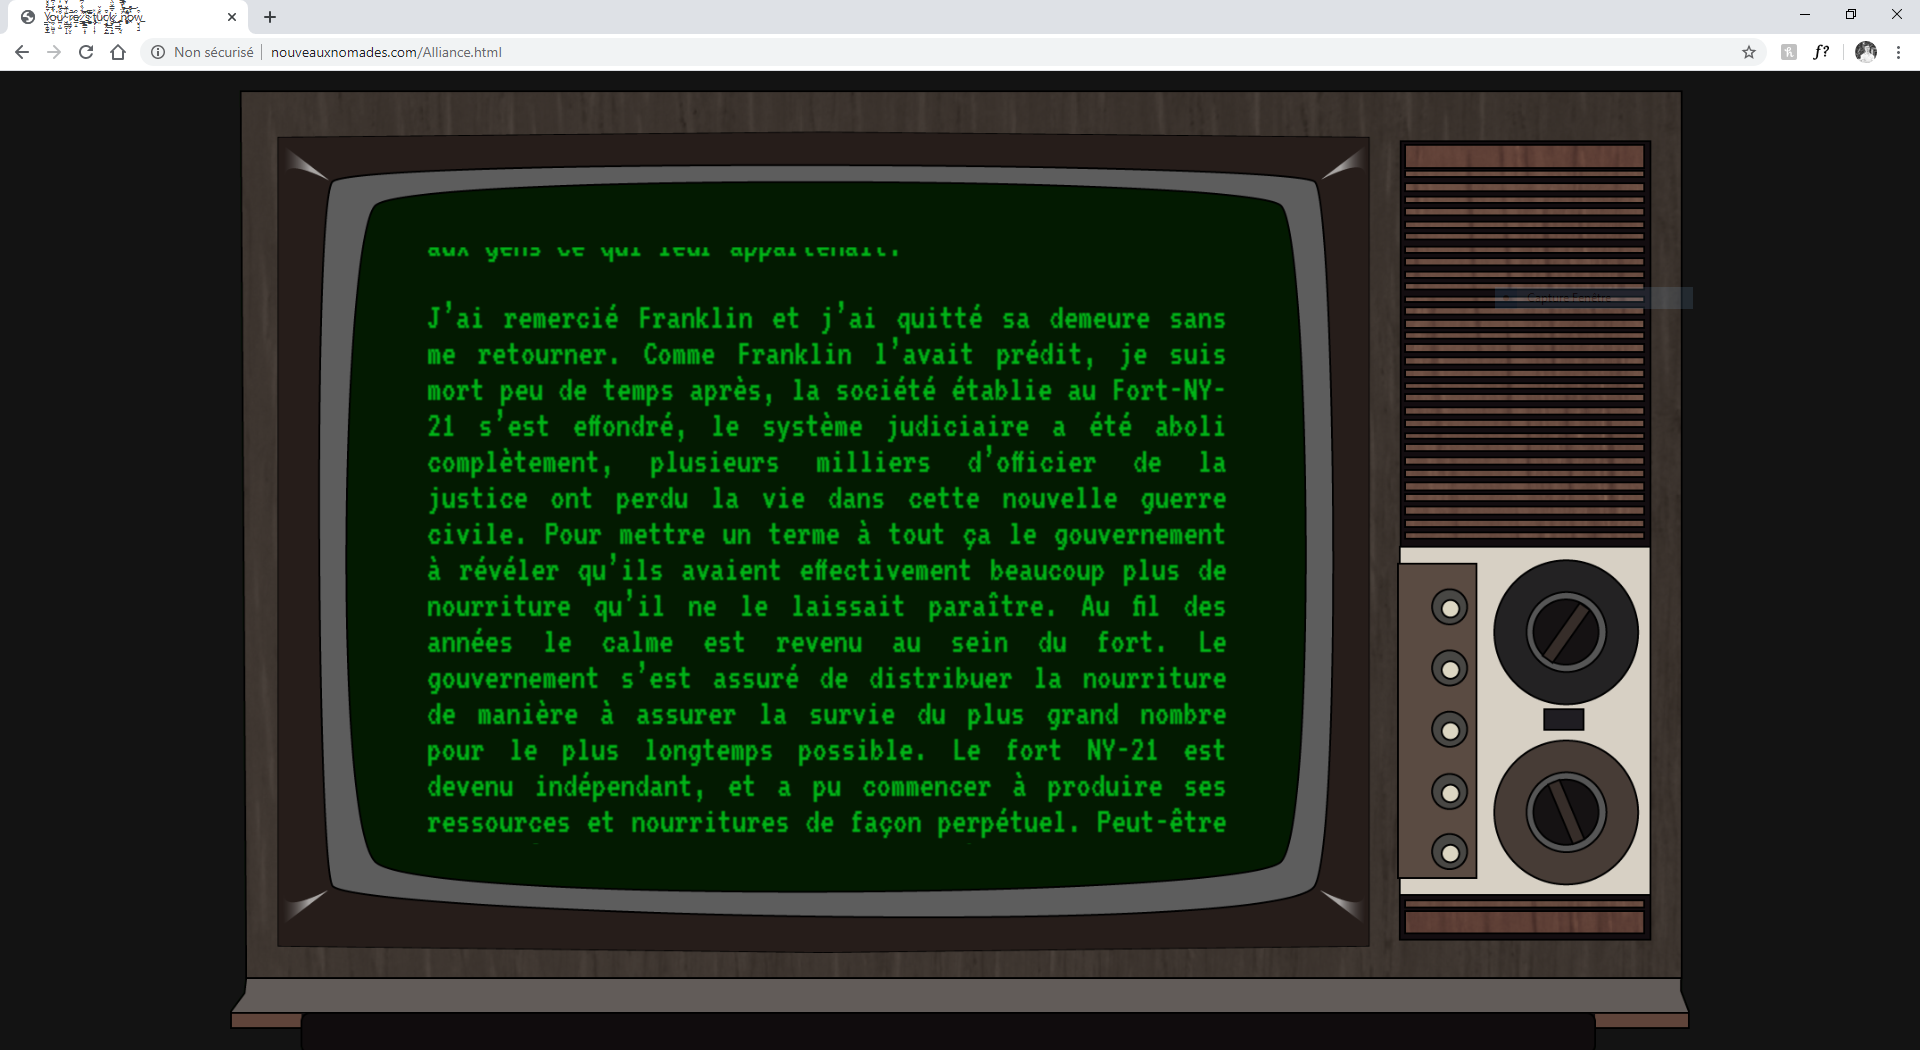 You're stuck now
Non sécurisé
nouveauxnomades.com/Alliance.html
f?
Capture Fenêtre
aux gens ce qui leur appartenait.
J'ai remercié Franklin et j'ai quitté sa demeure sans
me retourner. Comme Franklin l'avait prédit, je suis
mort peu de temps après, la société établie au Fort-NY-
21 s'est effondré, le système judiciaire a été aboli
complètement, plusieurs milliers d'officier de la
justice ont perdu la vie dans cette nouvelle guerre
civile. Pour mettre un terme à tout ça le gouvernement
à révéler qu'ils avaient effectivement beaucoup plus de
nourriture qu'il ne le laissait paraître. Au fil des
années le calme est revenu au sein du fort. Le
gouvernement s'est assuré de distribuer la nourriture
de manière à assurer la survie du plus grand nombre
pour le plus longtemps possible. Le fort NY-21 est
devenu indépendant, et a pu commencer à produire ses
ressources et nourritures de façon perpétuel. Peut-être